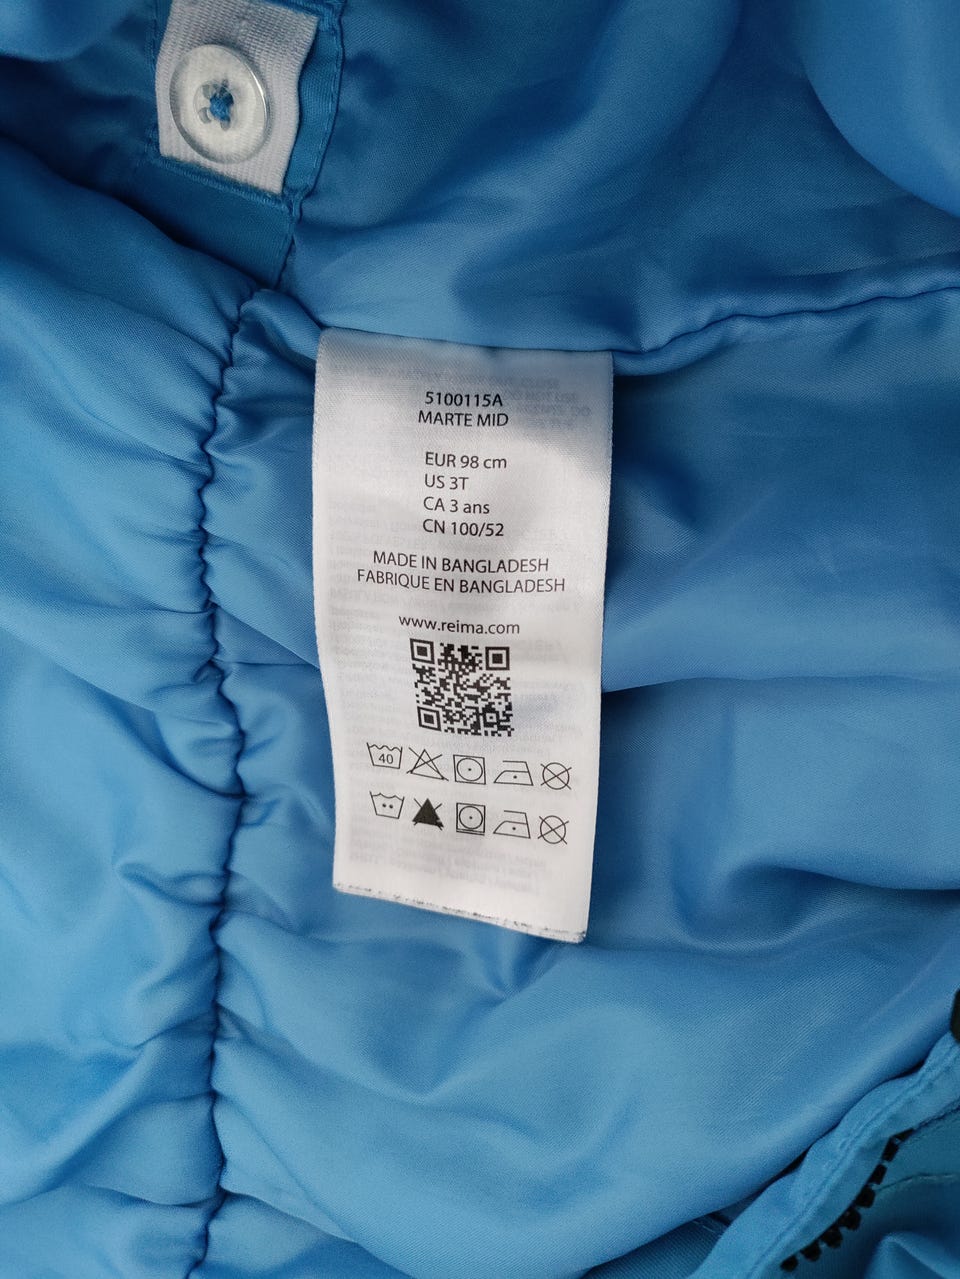 5100115A
MARTE MID
EUR 98 cm
US 3T
CA 3 ans
CN 100/52
MADE IN BANGLADESH
FABRIQUE EN BANGLADESH
www.reima.com
40